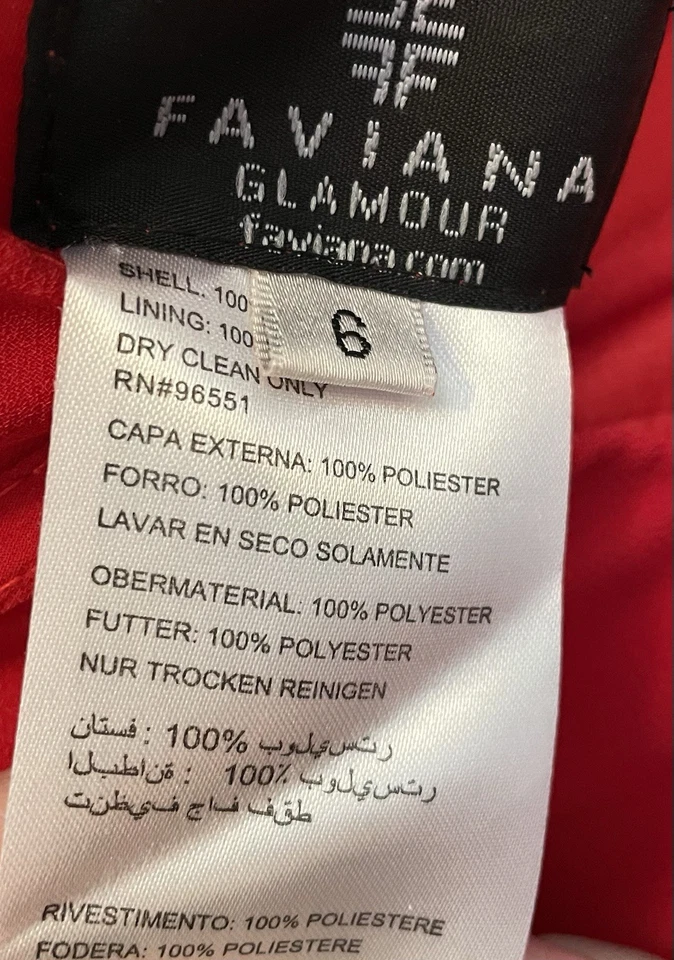 FAVIANA
GLAMOUR
faviana.com
6
SHELL: 100
LINING: 100
DRY CLEAN ONLY
RN#96551
CAPA EXTERNA: 100% POLIESTER
FORRO: 100% POLIESTER
LAVAR EN SECO SOLAMENTE
OBERMATERIAL: 100% POLYESTER
FUTTER: 100% POLYESTER
NUR TROCKEN REINIGEN
فستان : 100% بوليستر
البطانة : 100% بوليستر
تنظيف جاف فقط
RIVESTIMENTO: 100% POLIESTERE
FODERA: 100% POLIESTERE